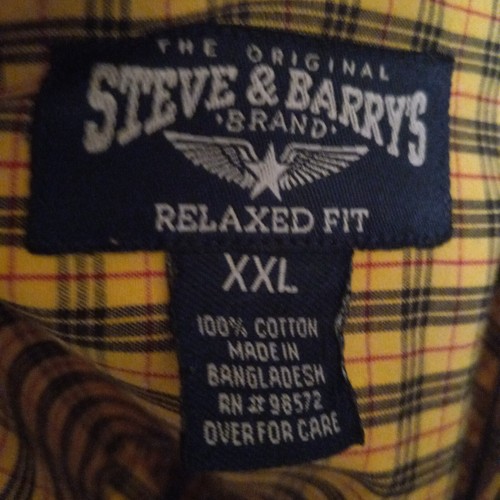 THE ORIGINAL
STEVE & BARRY'S
·BRAND·
RELAXED FIT
XXL
100% COTTON
MADE IN
BANGLADESH
RN # 98572
OVER FOR CARE